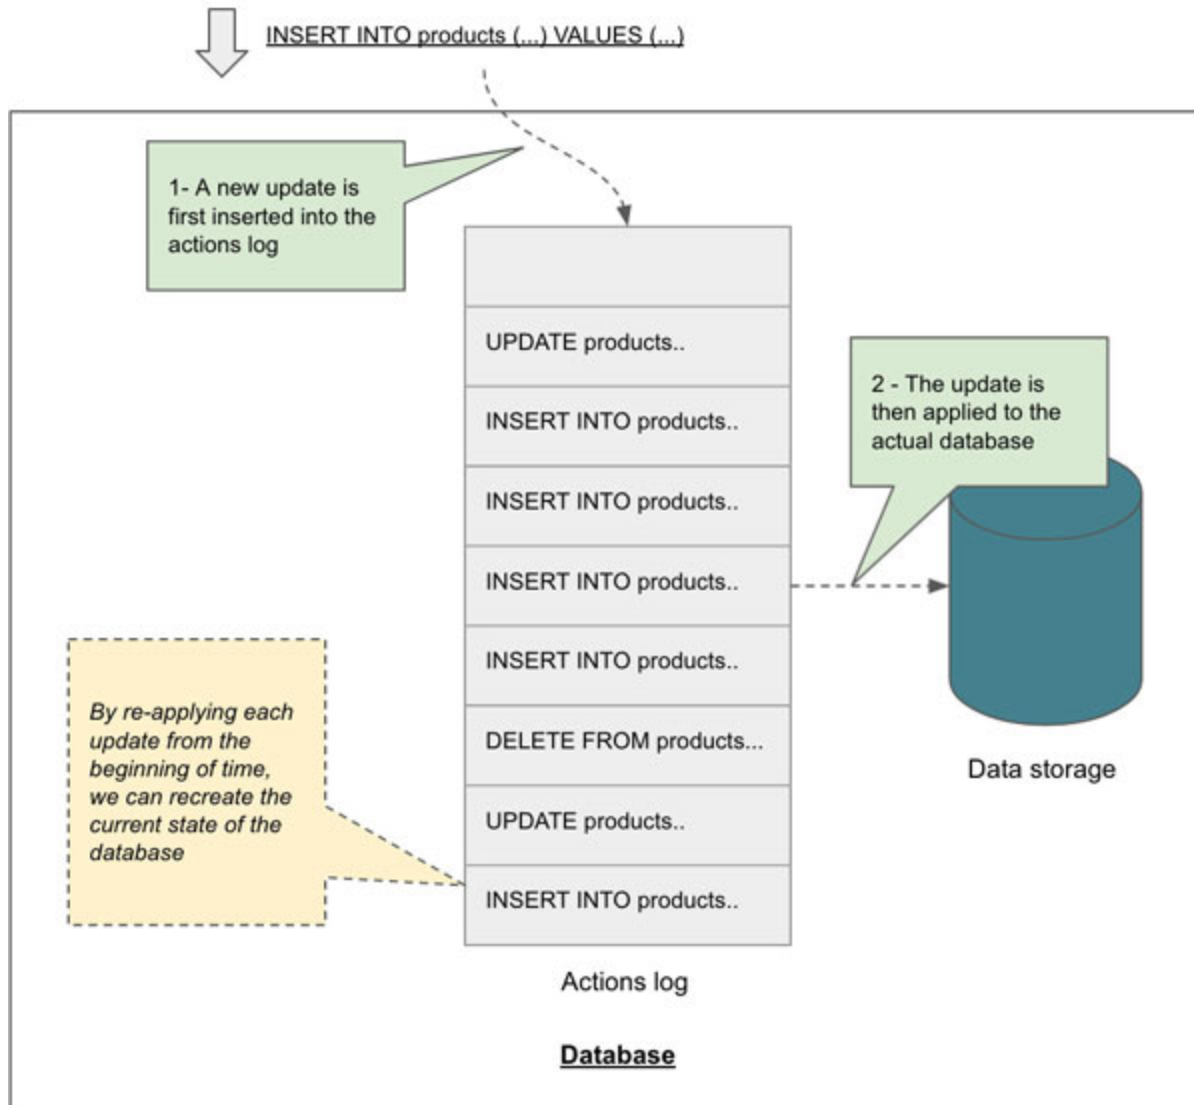 INSERT INTO products (...) VALUES (...)
1- A new update is
first inserted into the
actions log
UPDATE products..
INSERT INTO products..
INSERT INTO products..
INSERT INTO products..
INSERT INTO products..
DELETE FROM products...
UPDATE products..
INSERT INTO products..
2 - The update is
then applied to the
actual database
Data storage
By re-applying each
update from the
beginning of time,
we can recreate the
current state of the
database
Actions log
Database